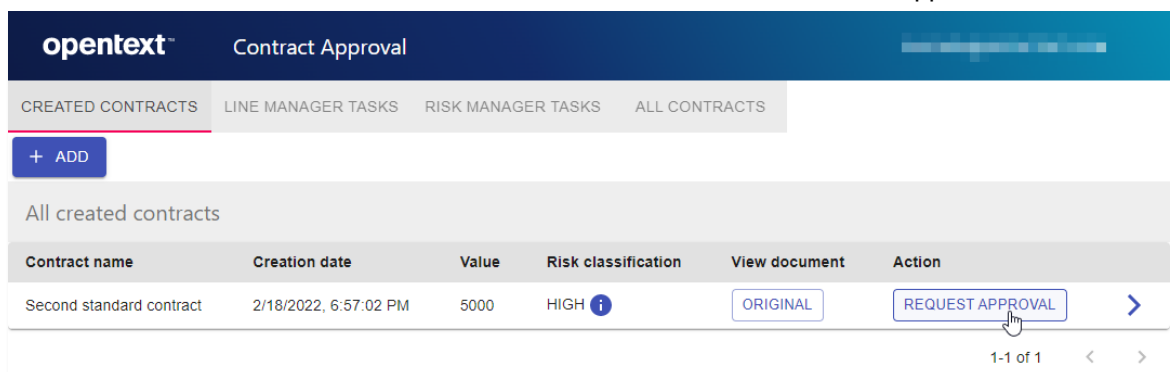 opentext™ Contract Approval
CREATED CONTRACTS LINE MANAGER TASKS RISK MANAGER TASKS ALL CONTRACTS
+ ADD
All created contracts
Contract name Creation date Value Risk classification View document Action
Second standard contract 2/18/2022, 6:57:02 PM 5000 HIGH i ORIGINAL REQUEST APPROVAL
1-1 of 1